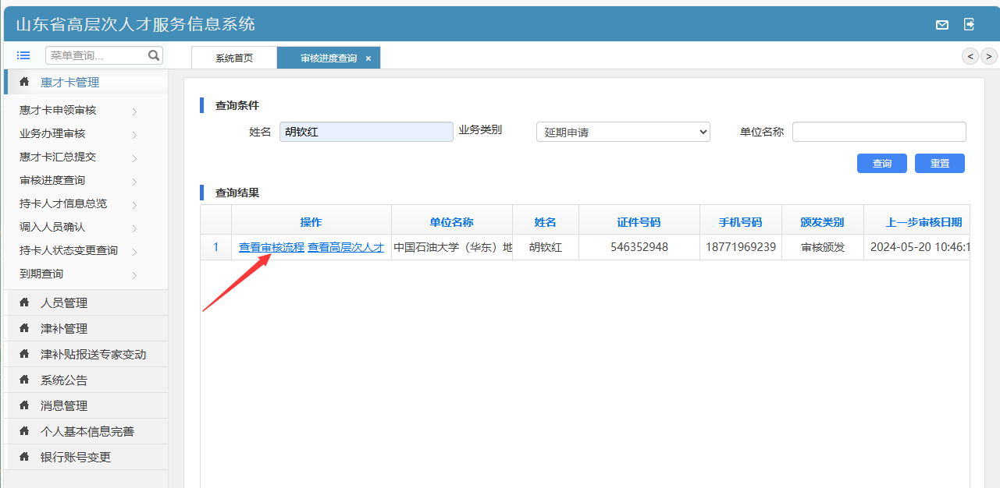 山东省高层次人才服务信息系统
菜单查询...
系统首页
审核进度查询 ×
< >
惠才卡管理
惠才卡申领审核
业务办理审核
惠才卡汇总提交
审核进度查询
持卡人才信息总览
调入人员确认
持卡人状态变更查询
到期查询
人员管理
津补管理
津补贴报送专家变动
系统公告
消息管理
个人基本信息完善
银行账号变更
查询条件
姓名 胡钦红 业务类别 延期申请 单位名称
查询 重置
查询结果
操作 单位名称 姓名 证件号码 手机号码 颁发类别 上一步审核日期
1 查看审核流程 查看高层次人才 中国石油大学（华东）地 胡钦红 546352948 18771969239 审核颁发 2024-05-20 10:46:1